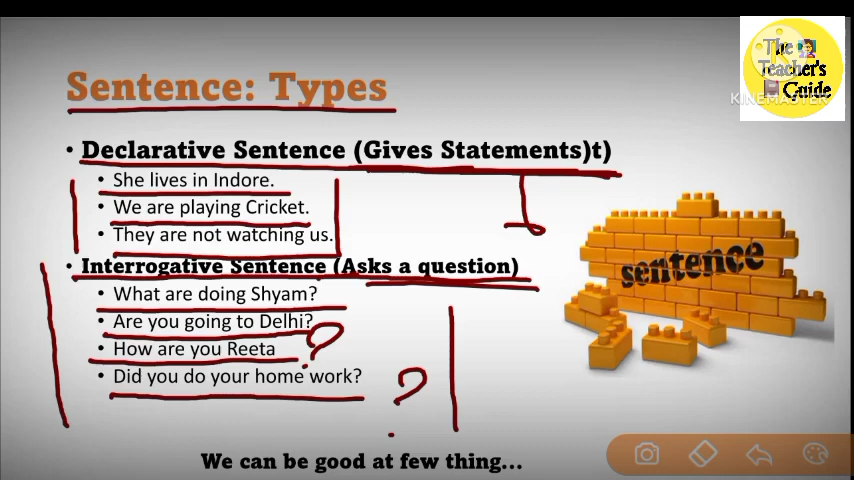 The
Teacher's
Guide
KINEMASTER
Sentence: Types
• Declarative Sentence (Gives Statements)t)
• She lives in Indore.
• We are playing Cricket.
• They are not watching us.
• Interrogative Sentence (Asks a question)
• What are doing Shyam?
• Are you going to Delhi?
• How are you Reeta ?
• Did you do your home work?
?
sentence
We can be good at few thing...